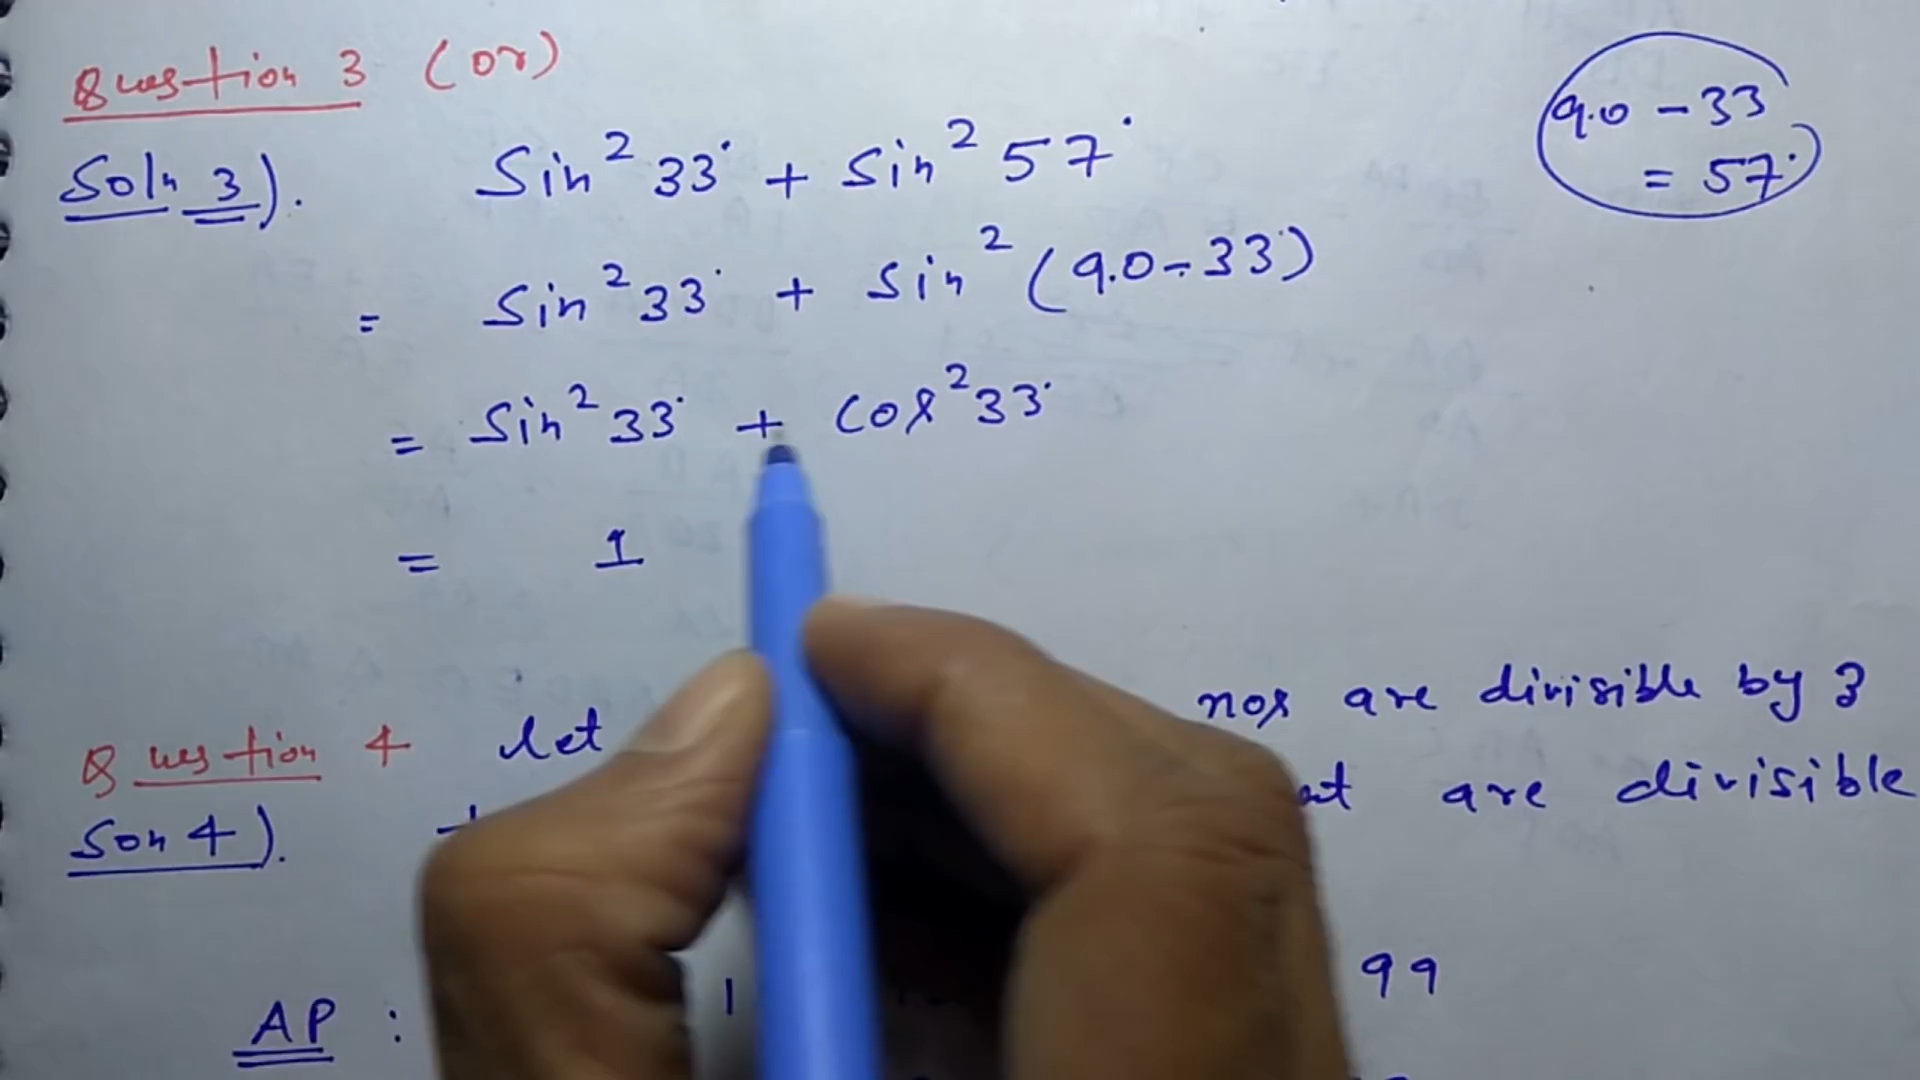 Question 3 (or)
90 - 33
= 57°
Soln 3). Sin² 33° + Sin² 57°
= Sin² 33° + Sin² (90-33)
= Sin² 33° + Cos² 33°
= 1
Question 4 let nos are divisible by 3
Son 4). are divisible
99
AP :